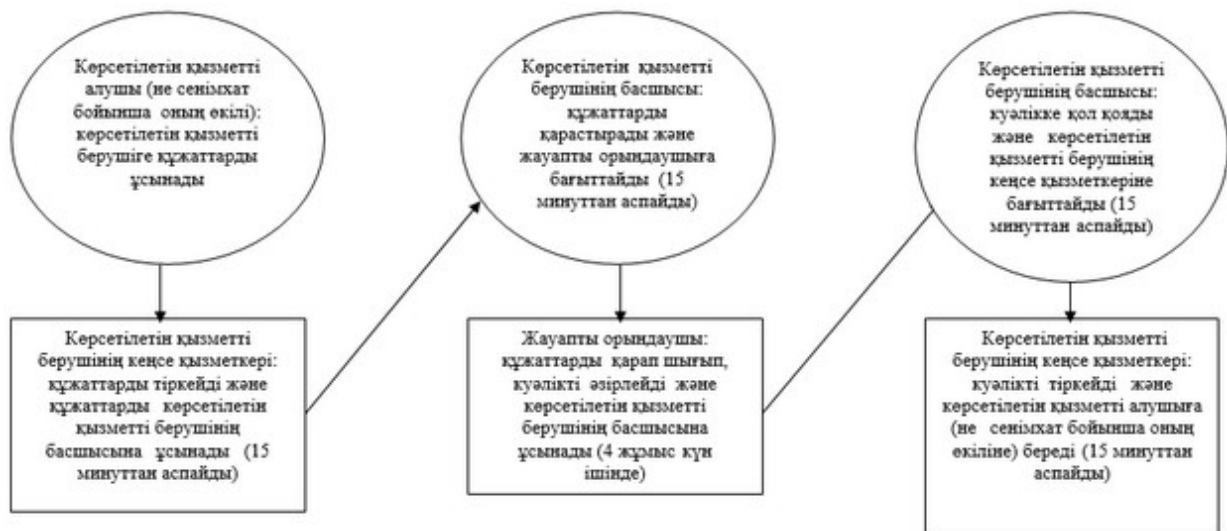 Көрсетілетін қызметті
алушы (не сенімхат
бойынша оның өкілі):
көрсетілетін қызметті
берушіге құжаттарды
ұсынады
Көрсетілетін қызметті
берушінің кеңсе қызметкері:
құжаттарды тіркейді және
құжаттарды көрсетілетін
қызметті берушінің
басшысына ұсынады (15
минуттан аспайды)
Көрсетілетін қызметті
берушінің басшысы:
құжаттарды
қарастырады және
жауапты орындаушыға
бағыттайды (15
минуттан аспайды)
Жауапты орындаушы:
құжаттарды қарап шығып,
куәлікті әзірлейді және
көрсетілетін қызметті
берушінің басшысына
ұсынады (4 жұмыс күн
ішінде)
Көрсетілетін қызметті
берушінің басшысы:
куәлікке қол қояды
және көрсетілетін
қызметті берушінің
кеңсе қызметкеріне
бағыттайды (15
минуттан аспайды)
Көрсетілетін қызметті
берушінің кеңсе қызметкері:
куәлікті тіркейді және
көрсетілетін қызметті алушыға
(не сенімхат бойынша оның
өкіліне) береді (15 минуттан
аспайды)